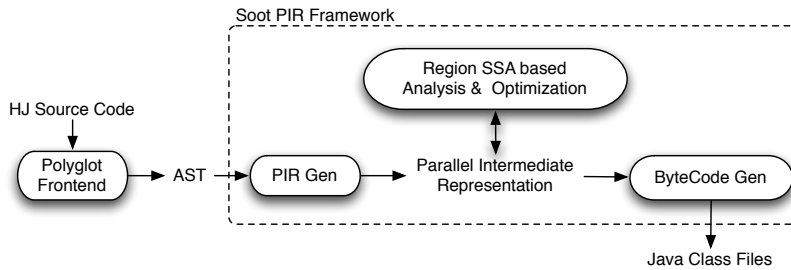 Soot PIR Framework
Region SSA based
Analysis & Optimization
HJ Source Code
Polyglot
Frontend
AST
PIR Gen
Parallel Intermediate
Representation
ByteCode Gen
Java Class Files